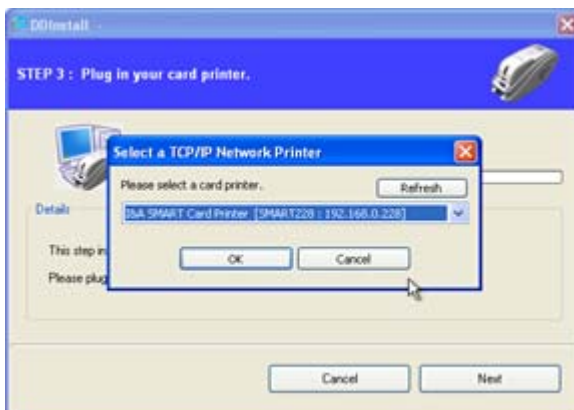 DDInstall -
STEP 3 : Plug in your card printer.
Select a TCP/IP Network Printer
Please select a card printer.
Refresh
SMART Card Printer [SMART228 : 192.168.0.228]
OK
Cancel
Details
This step in
Please plug
Cancel
Next